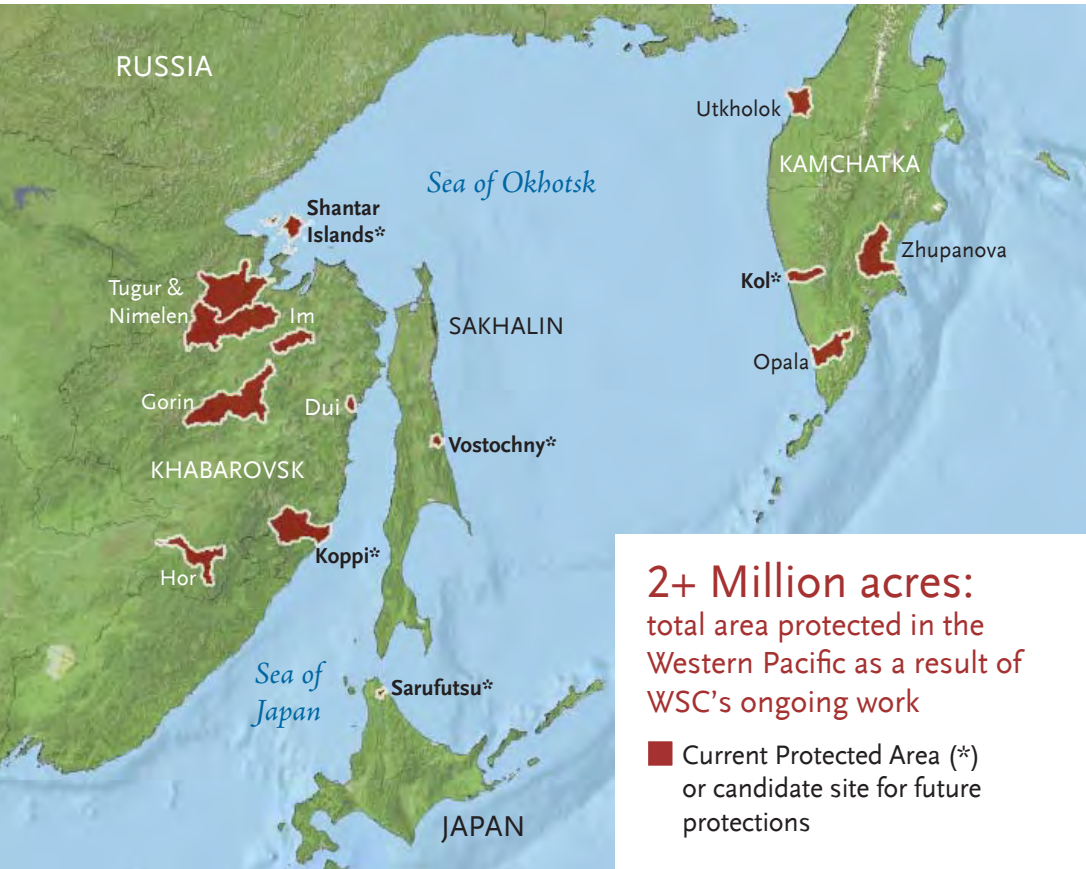 RUSSIA
Utkholok
KAMCHATKA
Sea of Okhotsk
Shantar
Islands*
Zhupanova
Kol*
Tugur &
Nimelen
Im
SAKHALIN
Opala
Gorin
Dui
Vostochny*
KHABAROVSK
Koppi*
Hor
Sea of
Japan
Sarufutsu*
JAPAN
2+ Million acres:
total area protected in the
Western Pacific as a result of
WSC's ongoing work
Current Protected Area (*)
or candidate site for future
protections